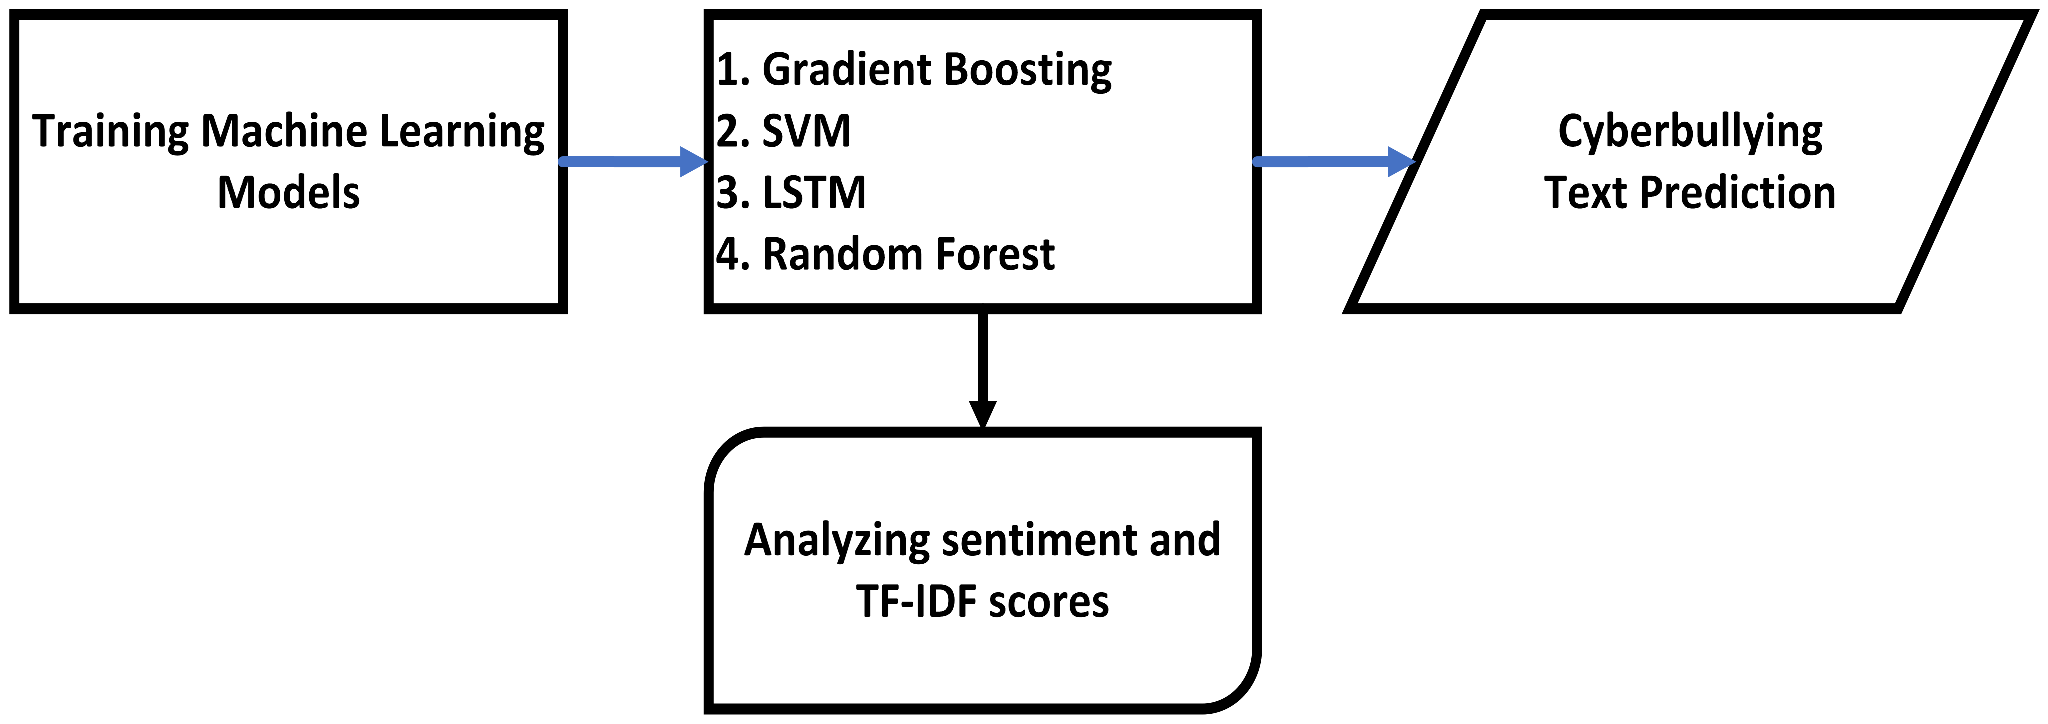 Training Machine Learning
Models
1. Gradient Boosting
2. SVM
3. LSTM
4. Random Forest
Cyberbullying
Text Prediction
Analyzing sentiment and
TF-IDF scores